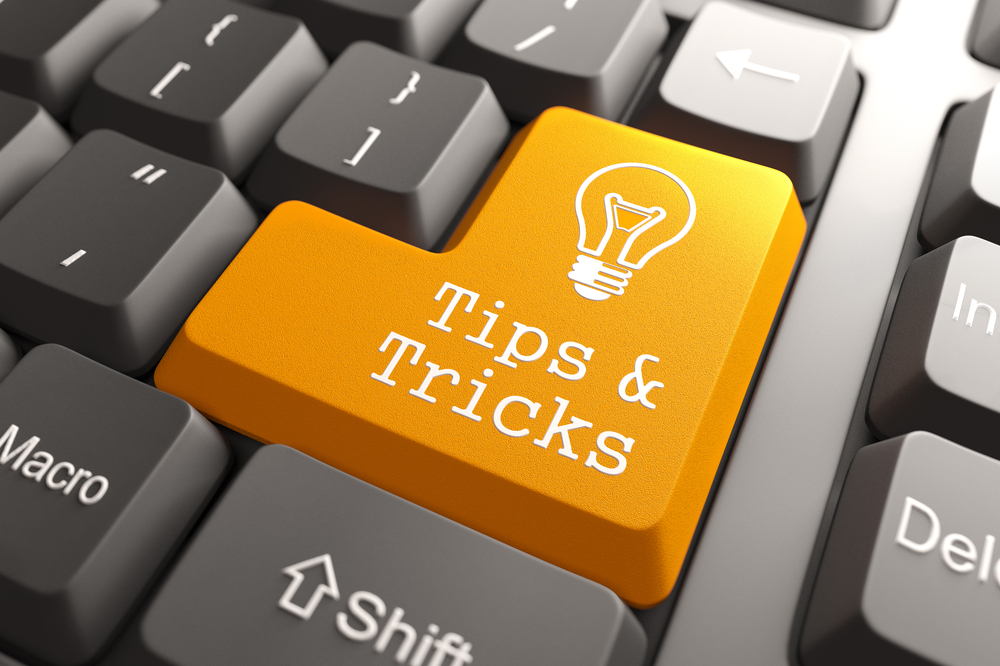 {
[
}
]
"
'
←
Tips &
Tricks
In
Macro
Dele
⇧ Shift